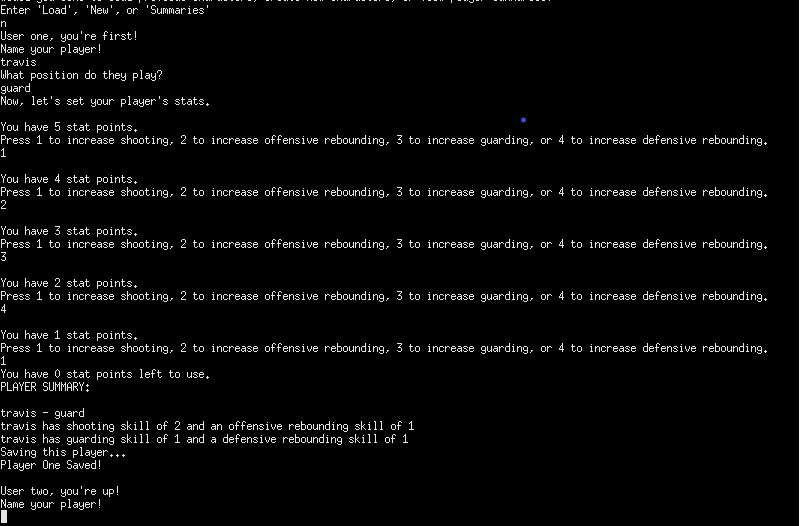 Enter 'Load', 'New', or 'Summaries'
n
User one, you're first!
Name your player!
travis
What position do they play?
guard
Now, let's set your player's stats.
You have 5 stat points.
Press 1 to increase shooting, 2 to increase offensive rebounding, 3 to increase guarding, or 4 to increase defensive rebounding.
1
You have 4 stat points.
Press 1 to increase shooting, 2 to increase offensive rebounding, 3 to increase guarding, or 4 to increase defensive rebounding.
2
You have 3 stat points.
Press 1 to increase shooting, 2 to increase offensive rebounding, 3 to increase guarding, or 4 to increase defensive rebounding.
3
You have 2 stat points.
Press 1 to increase shooting, 2 to increase offensive rebounding, 3 to increase guarding, or 4 to increase defensive rebounding.
4
You have 1 stat points.
Press 1 to increase shooting, 2 to increase offensive rebounding, 3 to increase guarding, or 4 to increase defensive rebounding.
1
You have 0 stat points left to use.
PLAYER SUMMARY:
travis - guard
travis has shooting skill of 2 and an offensive rebounding skill of 1
travis has guarding skill of 1 and a defensive rebounding skill of 1
Saving this player...
Player One Saved!
User two, you're up!
Name your player!